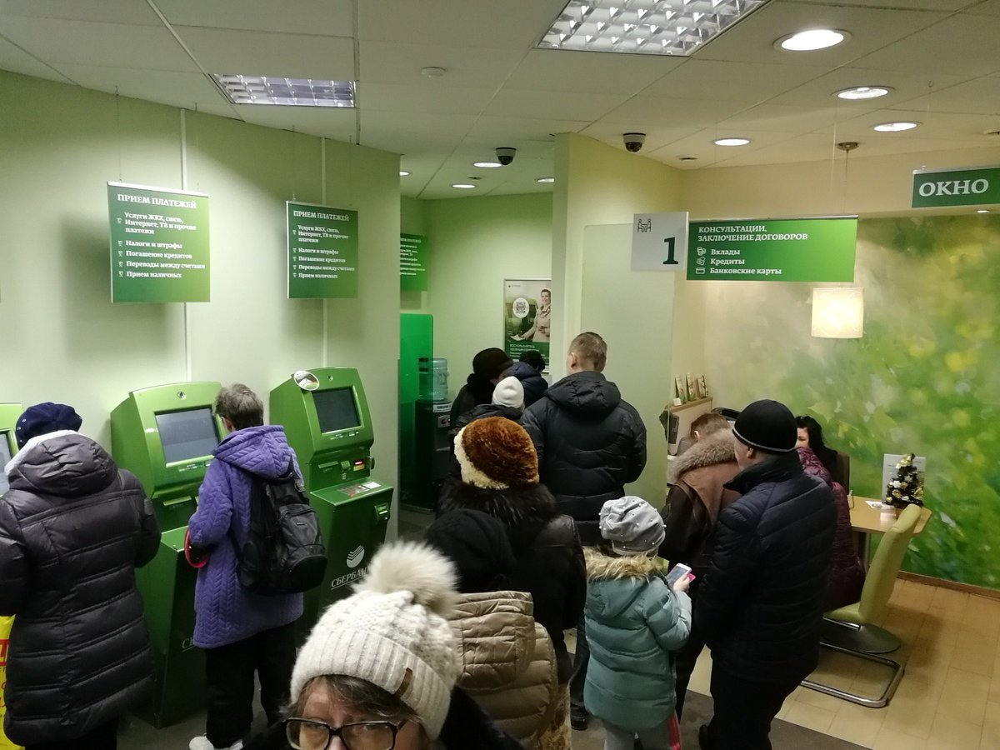 ПРИЕМ ПЛАТЕЖЕЙ
Услуги ЖКХ, связь,
Интернет, ТВ и прочие
платежи
Налоги и штрафы
Погашение кредитов
Переводы между счетами
Прием наличных
ПРИЕМ ПЛАТЕЖЕЙ
Услуги ЖКХ, связь,
Интернет, ТВ и прочие
платежи
Налоги и штрафы
Погашение кредитов
Переводы между счетами
Прием наличных
1
КОНСУЛЬТАЦИИ.
ЗАКЛЮЧЕНИЕ ДОГОВОРОВ
Вклады
Кредиты
Банковские карты
ОКНО
СБЕРБАНК